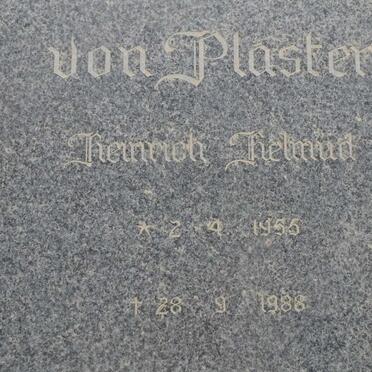 von Plaster
Heinrich Helmut
* 2 4 1955
† 28 9 1988